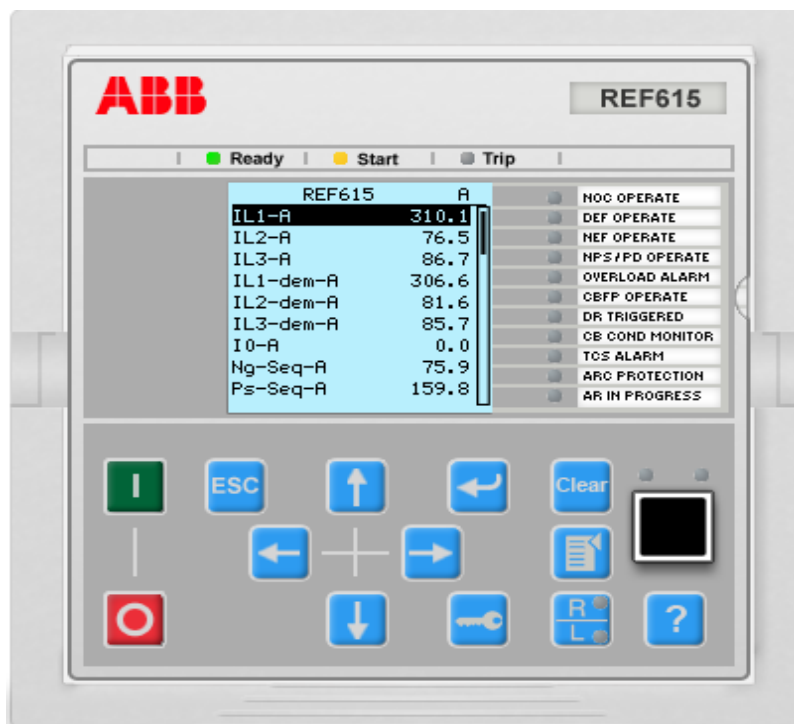 ABB
REF615
Ready Start Trip
REF615 A
IL1-A 310.1
IL2-A 76.5
IL3-A 86.7
IL1-dem-A 306.6
IL2-dem-A 81.6
IL3-dem-A 85.7
I0-A 0.0
Ng-Seq-A 75.9
Ps-Seq-A 159.8
NOC OPERATE
DEF OPERATE
NEF OPERATE
NPS/PD OPERATE
OVERLOAD ALARM
CBFP OPERATE
DR TRIGGERED
CB COND MONITOR
TCS ALARM
ARC PROTECTION
AR IN PROGRESS
I
ESC
Clear
O
R
L
?